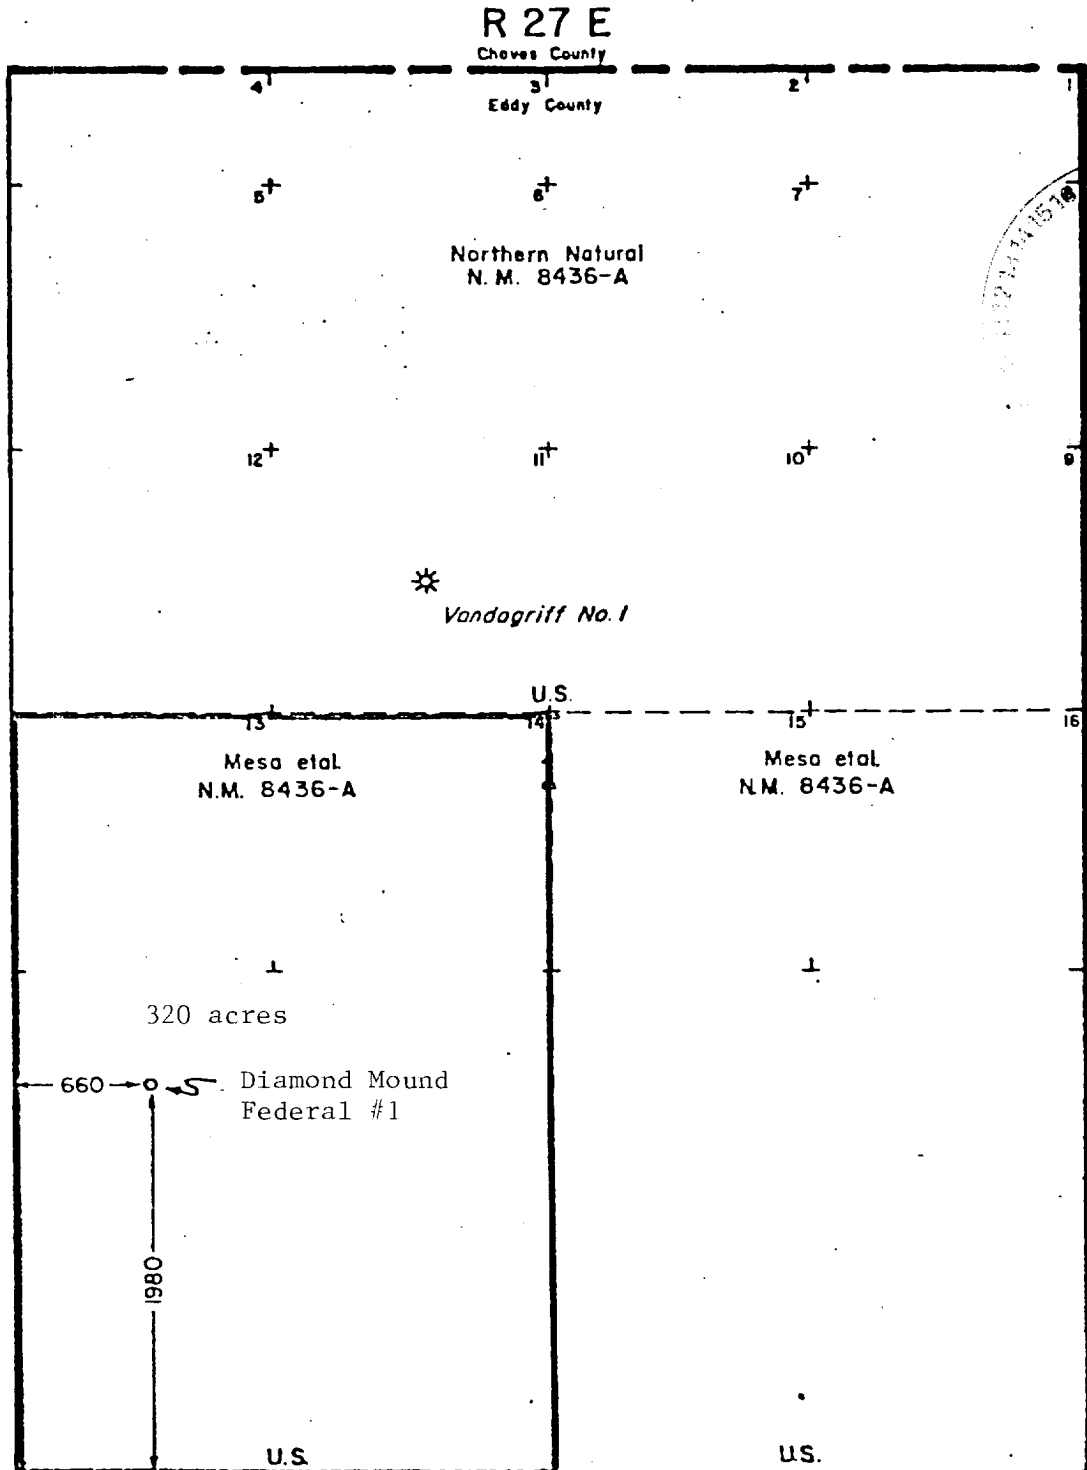 R 27 E
Chaves County
4 3 2 1
Eddy County
5 6 7
Northern Natural
N.M. 8436-A
12 11 10 9
Vandagriff No. 1
U.S.
13 14 15 16
Mesa etal.
N.M. 8436-A
Mesa etal.
N.M. 8436-A
320 acres
660
Diamond Mound
Federal #1
1980
U.S.
U.S.